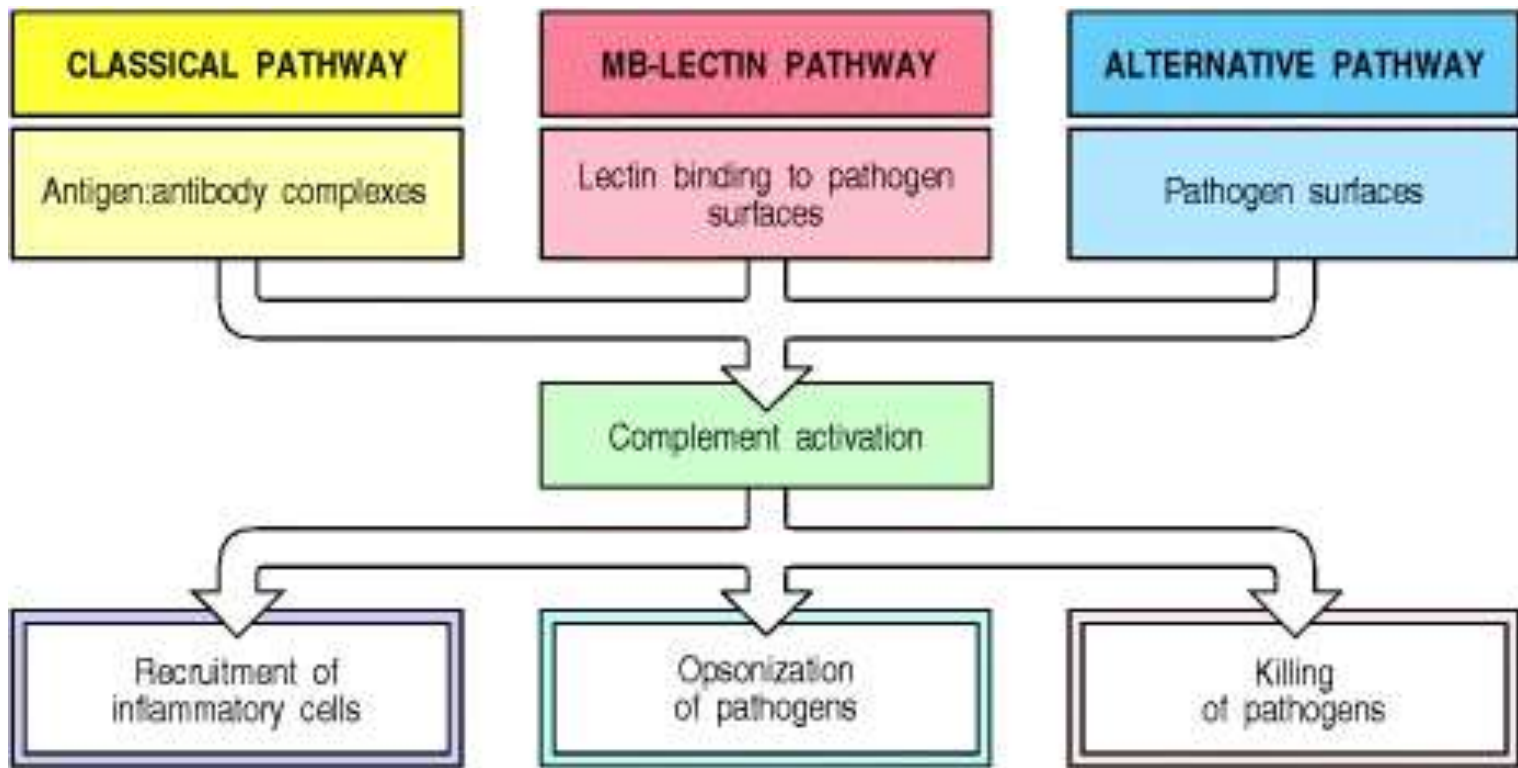 CLASSICAL PATHWAY
MB-LECTIN PATHWAY
ALTERNATIVE PATHWAY
Antigen:antibody complexes
Lectin binding to pathogen
surfaces
Pathogen surfaces
Complement activation
Recruitment of
inflammatory cells
Opsonization
of pathogens
Killing
of pathogens